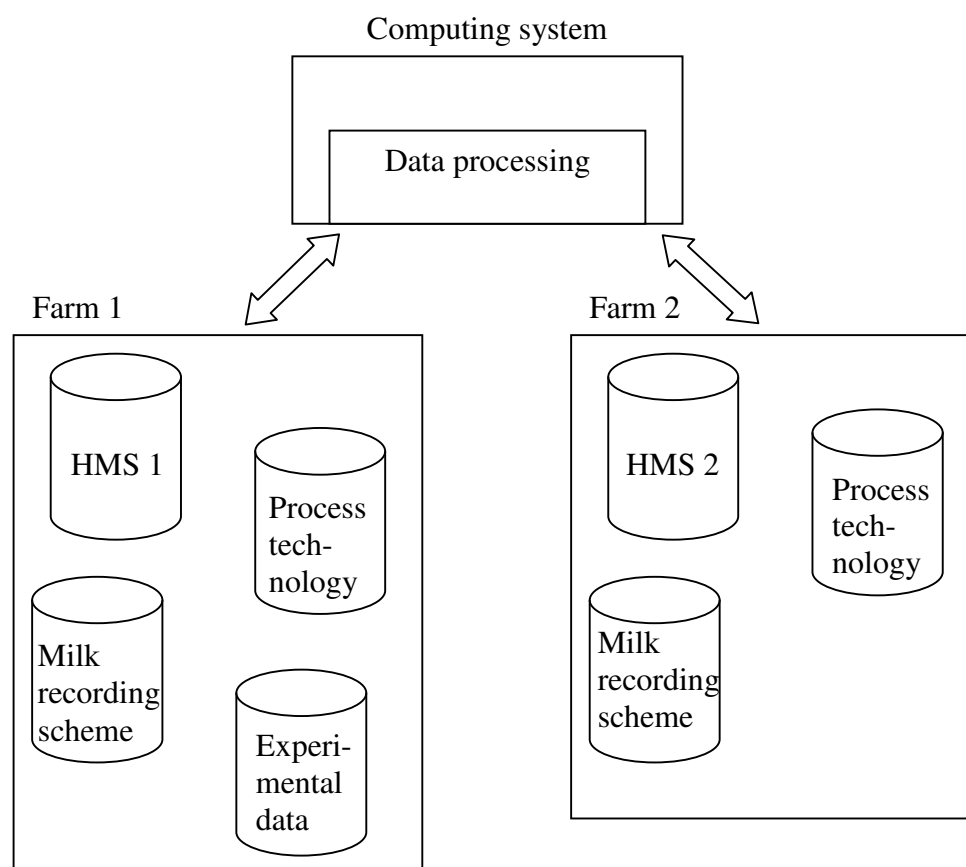 Computing system
Data processing
Farm 1
HMS 1
Process
tech-
nology
Milk
recording
scheme
Experi-
mental
data
Farm 2
HMS 2
Process
tech-
nology
Milk
recording
scheme